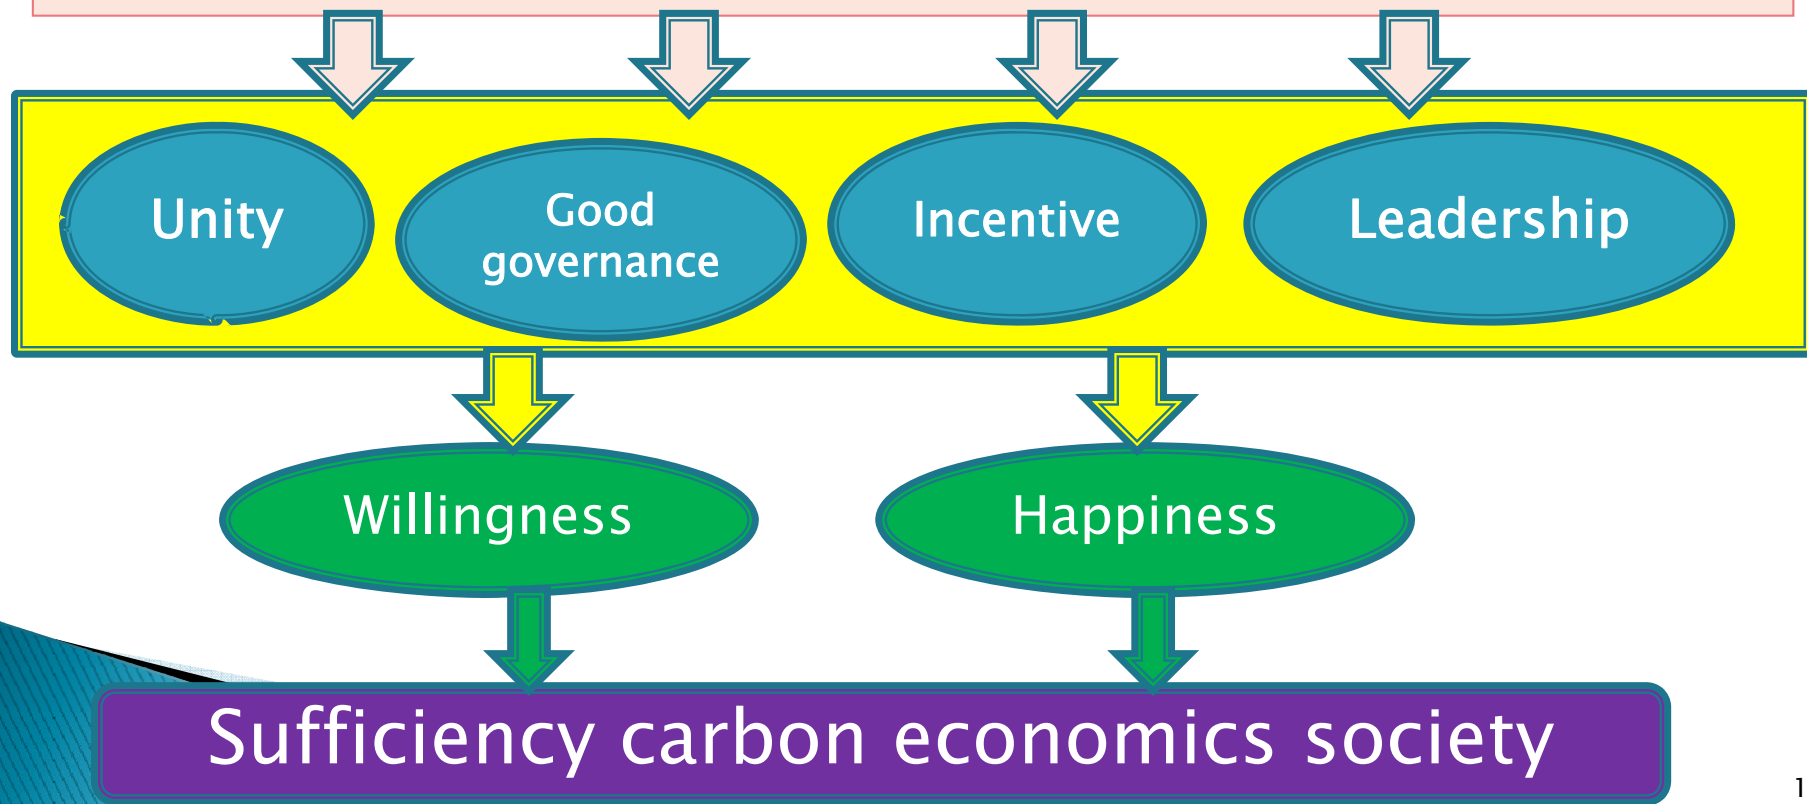 Unity
Good
governance
Incentive
Leadership
Willingness
Happiness
Sufficiency carbon economics society
1